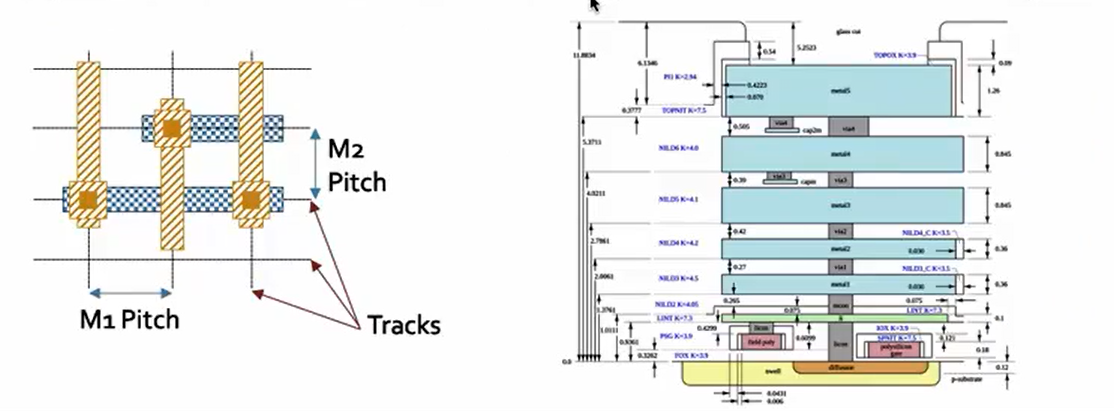 M2
Pitch
M1 Pitch
Tracks
glass cut
11.8834
6.1346
0.54
5.2523
TOPOX K=3.9
0.09
PI1 K=2.94
0.4223
0.070
metal5
1.26
0.3777
TOPNIT K=7.5
0.505
via4
cap2m
via4
5.3711
NILD6 K=4.0
metal4
0.845
0.39
via3
capm
via3
4.0211
NILD5 K=4.1
metal3
0.845
0.42
via2
NILD4_C K=3.5
2.7861
NILD4 K=4.2
metal2
0.030
0.36
0.27
via1
NILD3_C K=3.5
2.0061
NILD3 K=4.5
metal1
0.030
0.36
0.265
0.075
0.075
NILD2 K=4.05
1.3761
mcon
LINT K=7.3
LINT K=7.3
li
0.1
1.0111
0.4299
licon
0.6099
IOX K=3.9
0.9361
PSG K=3.9
field poly
licon
SPNIT K=7.5
0.121
polysilicon
gate
0.18
0.3262
FOX K=3.9
0.0
nwell
diffusion
0.12
p-substrate
0.0431
0.006